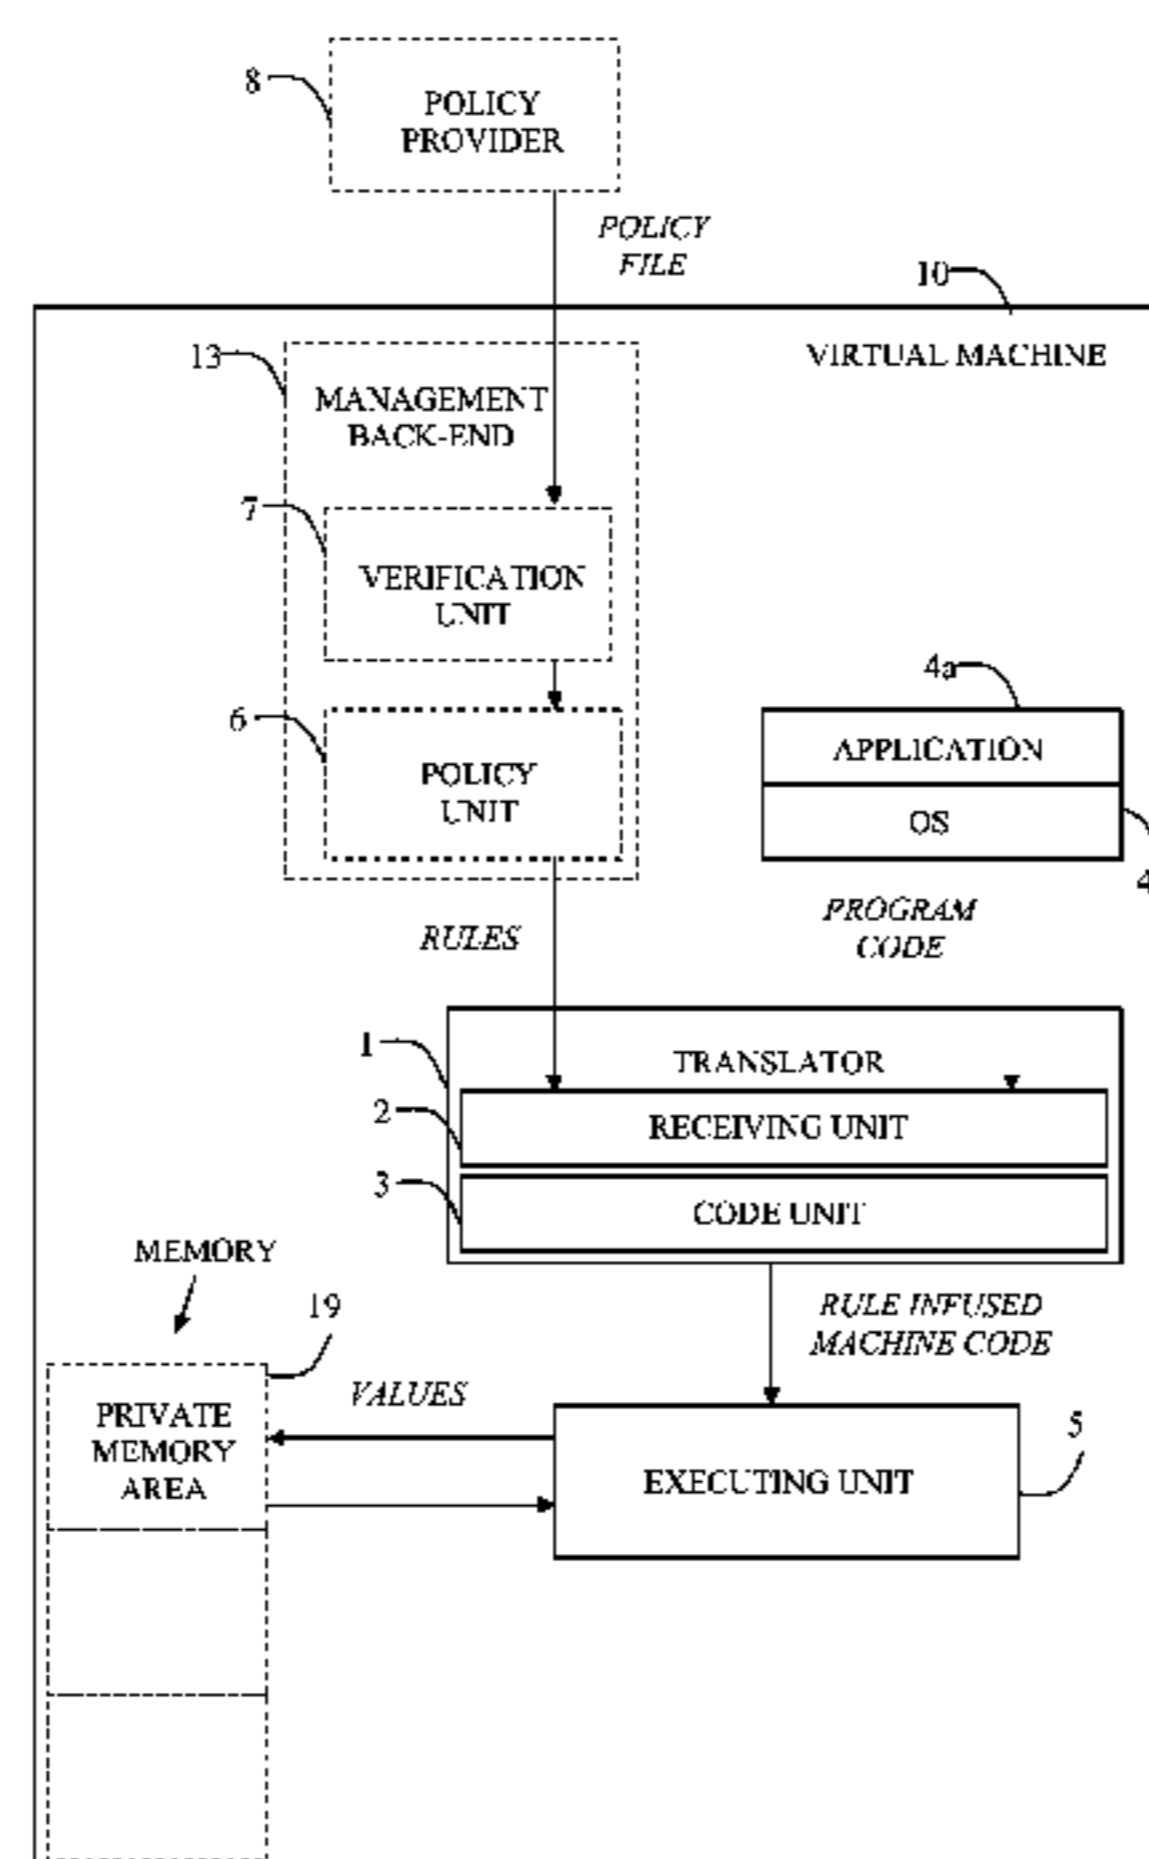 8
POLICY
PROVIDER
POLICY
FILE
10
VIRTUAL MACHINE
13
MANAGEMENT
BACK-END
7
VERIFICATION
UNIT
4a
6
APPLICATION
POLICY
UNIT
OS
4
PROGRAM
CODE
RULES
1
TRANSLATOR
2
RECEIVING UNIT
3
CODE UNIT
MEMORY
19
RULE INFUSED
MACHINE CODE
VALUES
PRIVATE
MEMORY
AREA
5
EXECUTING UNIT